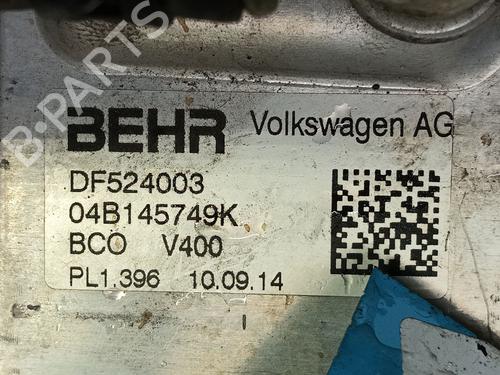 BEHR Volkswagen AG
DF524003
04B145749K
BCO V400
PL1.396 10.09.14
B-PARTS